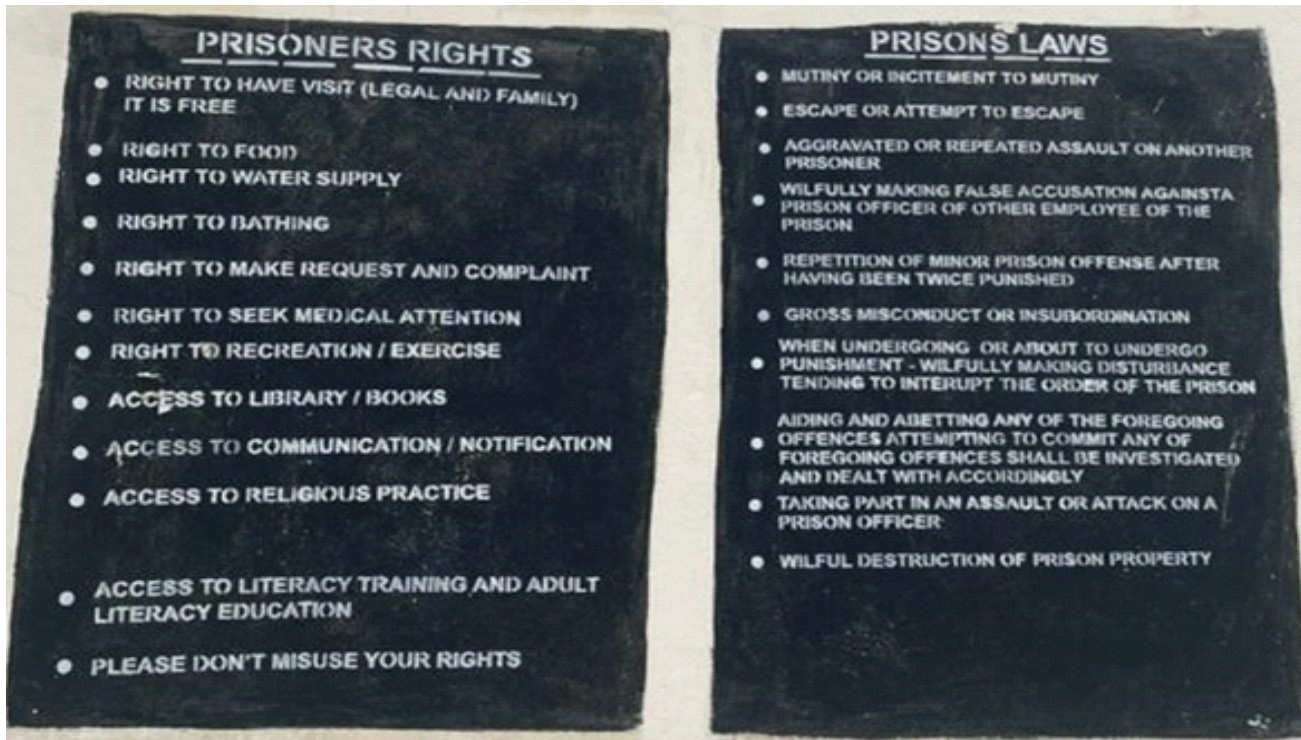 PRISONERS RIGHTS
• RIGHT TO HAVE VISIT (LEGAL AND FAMILY)
IT IS FREE
• RIGHT TO FOOD
• RIGHT TO WATER SUPPLY
• RIGHT TO BATHING
• RIGHT TO MAKE REQUEST AND COMPLAINT
• RIGHT TO SEEK MEDICAL ATTENTION
• RIGHT TO RECREATION / EXERCISE
• ACCESS TO LIBRARY / BOOKS
• ACCESS TO COMMUNICATION / NOTIFICATION
• ACCESS TO RELIGIOUS PRACTICE
• ACCESS TO LITERACY TRAINING AND ADULT
LITERACY EDUCATION
• PLEASE DON'T MISUSE YOUR RIGHTS
PRISONS LAWS
• MUTINY OR INCITEMENT TO MUTINY
• ESCAPE OR ATTEMPT TO ESCAPE
• AGGRAVATED OR REPEATED ASSAULT ON ANOTHER
PRISONER
• WILFULLY MAKING FALSE ACCUSATION AGAINSTA
PRISON OFFICER OF OTHER EMPLOYEE OF THE
PRISON
• REPETITION OF MINOR PRISON OFFENSE AFTER
HAVING BEEN TWICE PUNISHED
• GROSS MISCONDUCT OR INSUBORDINATION
WHEN UNDERGOING OR ABOUT TO UNDERGO
• PUNISHMENT - WILFULLY MAKING DISTURBANCE
TENDING TO INTERUPT THE ORDER OF THE PRISON
AIDING AND ABETTING ANY OF THE FOREGOING
• OFFENCES ATTEMPTING TO COMMIT ANY OF
FOREGOING OFFENCES SHALL BE INVESTIGATED
AND DEALT WITH ACCORDINGLY
• TAKING PART IN AN ASSAULT OR ATTACK ON A
PRISON OFFICER
• WILFUL DESTRUCTION OF PRISON PROPERTY